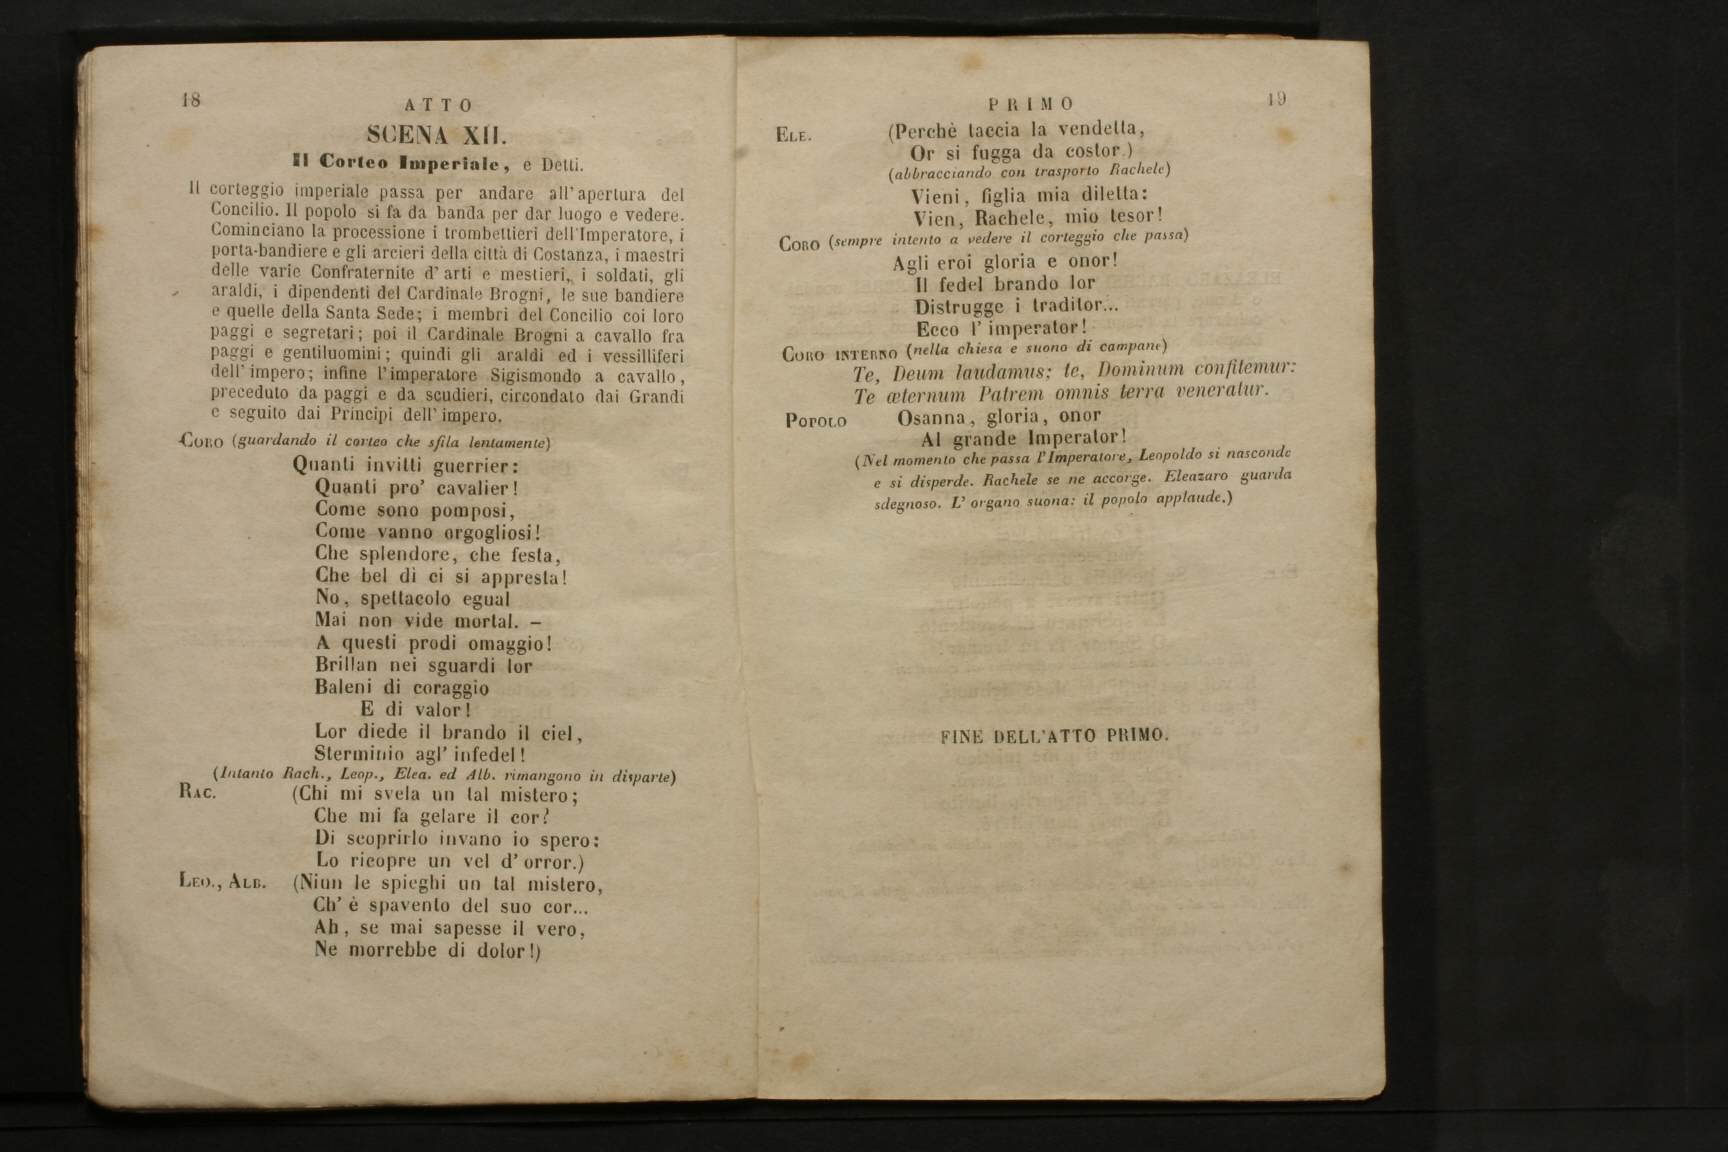 18
ATTO
SCENA XII.
Il Corteo Imperiale, e Detti.
Il corteggio imperiale passa per andare all'apertura del
Concilio. Il popolo si fa da banda per dar luogo e vedere.
Cominciano la processione i trombettieri dell'Imperatore, i
porta-bandiere e gli arcieri della città di Costanza, i maestri
delle varie Confraternite d'arti e mestieri, i soldati, gli
araldi, i dipendenti del Cardinale Brogni, le sue bandiere
e quelle della Santa Sede; i membri del Concilio coi loro
paggi e segretari; poi il Cardinale Brogni a cavallo fra
paggi e gentiluomini; quindi gli araldi ed i vessilliferi
dell'impero; infine l'imperatore Sigismondo a cavallo,
preceduto da paggi e da scudieri, circondato dai Grandi
e seguito dai Principi dell'impero.
CORO (guardando il corteo che sfila lentamente)
Quanti invitti guerrier:
Quanti pro' cavalier!
Come sono pomposi,
Come vanno orgogliosi!
Che splendore, che festa,
Che bel dì ci si appresta!
No, spettacolo egual
Mai non vide mortal. –
A questi prodi omaggio!
Brillan nei sguardi lor
Baleni di coraggio
E di valor!
Lor diede il brando il ciel,
Sterminio agl'infedel!
(Intanto Rach., Leop., Elea. ed Alb. rimangono in disparte)
RAC. (Chi mi svela un tal mistero;
Che mi fa gelare il cor?
Di scoprirlo invano io spero:
Lo ricopre un vel d'orror.)
LEO., ALB. (Niun le spieghi un tal mistero,
Ch'è spavento del suo cor...
Ah, se mai sapesse il vero,
Ne morrebbe di dolor!)
PRIMO
19
ELE. (Perchè taccia la vendetta,
Or si fugga da costor.)
(abbracciando con trasporto Rachele)
Vieni, figlia mia diletta:
Vien, Rachele, mio tesor!
CORO (sempre intento a vedere il corteggio che passa)
Agli eroi gloria e onor!
Il fedel brando lor
Distrugge i traditor...
Ecco l'imperator!
CORO INTERNO (nella chiesa e suono di campane)
Te, Deum laudamus; te, Dominum confitemur:
Te æternum Patrem omnis terra veneratur.
POPOLO Osanna, gloria, onor
Al grande Imperator!
(Nel momento che passa l'Imperatore, Leopoldo si nasconde
e si disperde. Rachele se ne accorge. Eleazaro guarda
sdegnoso. L'organo suona: il popolo applaude.)
FINE DELL'ATTO PRIMO.